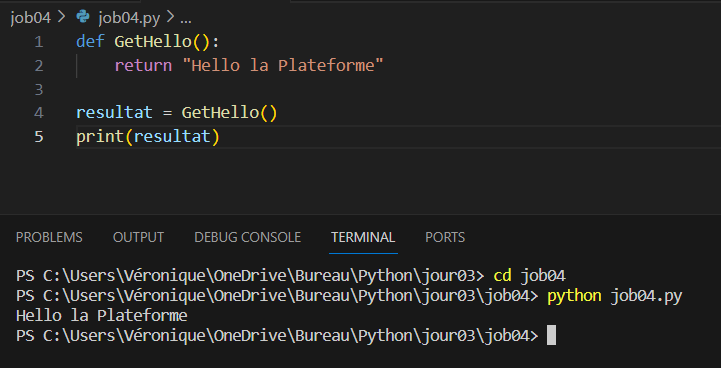 job04 > job04.py > ...
1 def GetHello():
2     return "Hello la Plateforme"
3
4 resultat = GetHello()
5 print(resultat)
PROBLEMS OUTPUT DEBUG CONSOLE TERMINAL PORTS
PS C:\Users\Véronique\OneDrive\Bureau\Python\jour03> cd job04
PS C:\Users\Véronique\OneDrive\Bureau\Python\jour03\job04> python job04.py
Hello la Plateforme
PS C:\Users\Véronique\OneDrive\Bureau\Python\jour03\job04>